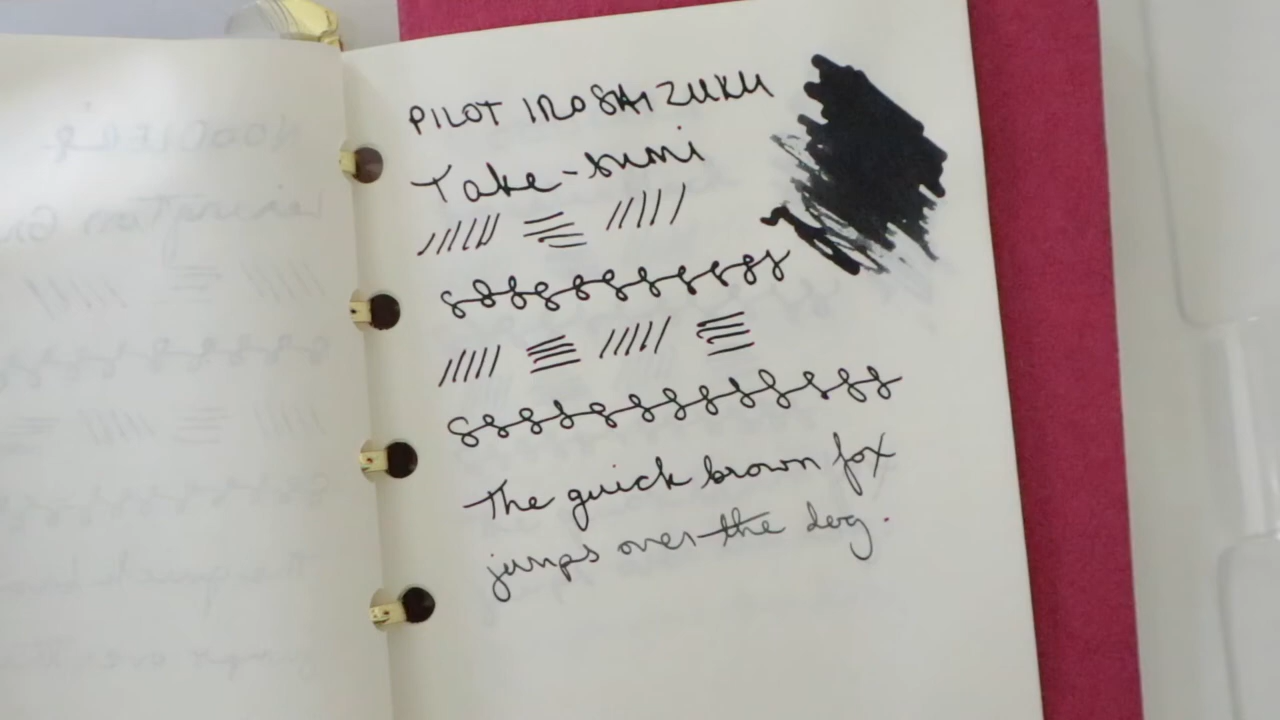 PILOT IROSHIZUKU
Take-sumi
The quick brown fox
jumps over the dog.